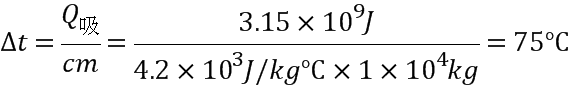 Δt = Q吸/cm = 3.15 × 10⁹J/4.2 × 10³J/kg°C × 1 × 10⁴kg = 75°C